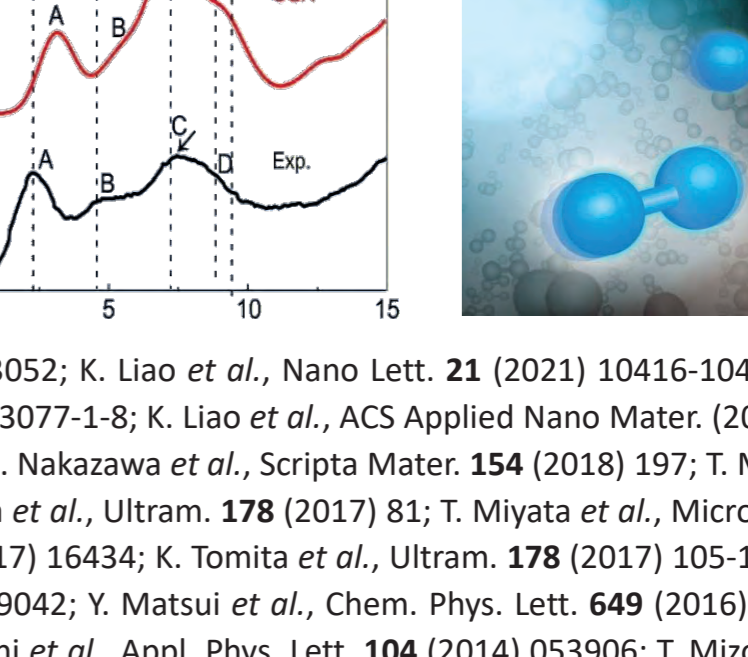 A
B
A
B
C
D
Exp.
5 10 15
3052; K. Liao et al., Nano Lett. 21 (2021) 10416-104
3077-1-8; K. Liao et al., ACS Applied Nano Mater. (20
. Nakazawa et al., Scripta Mater. 154 (2018) 197; T. M
et al., Ultram. 178 (2017) 81; T. Miyata et al., Micro
17) 16434; K. Tomita et al., Ultram. 178 (2017) 105-1
9042; Y. Matsui et al., Chem. Phys. Lett. 649 (2016)
et al., Appl. Phys. Lett. 104 (2014) 053906; T. Mizo